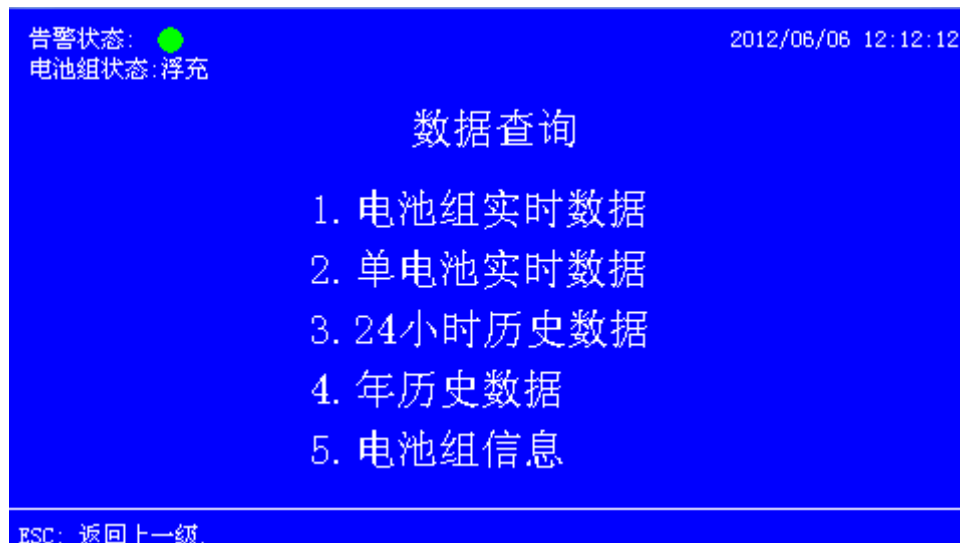 告警状态:
2012/06/06 12:12:12
电池组状态:浮充
数据查询
1. 电池组实时数据
2. 单电池实时数据
3. 24小时历史数据
4. 年历史数据
5. 电池组信息
ESC: 返回上一级.